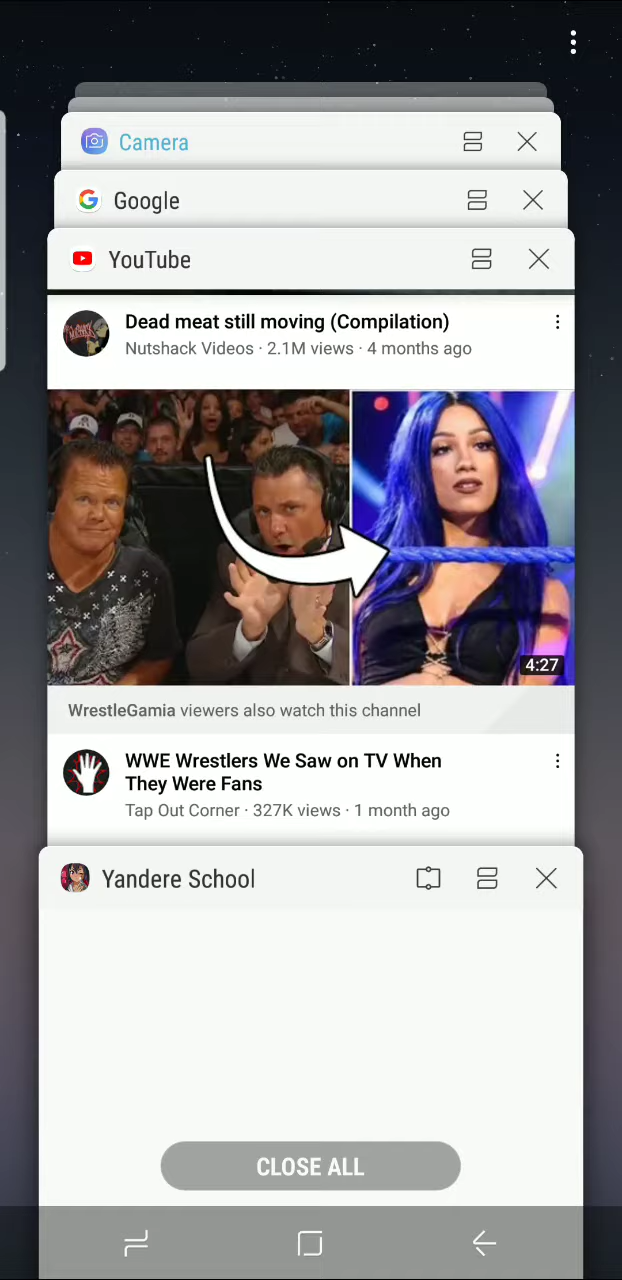 Camera
Google
YouTube
Dead meat still moving (Compilation)
Nutshack Videos · 2.1M views · 4 months ago
4:27
WrestleGamia viewers also watch this channel
WWE Wrestlers We Saw on TV When
They Were Fans
Tap Out Corner · 327K views · 1 month ago
Yandere School
CLOSE ALL